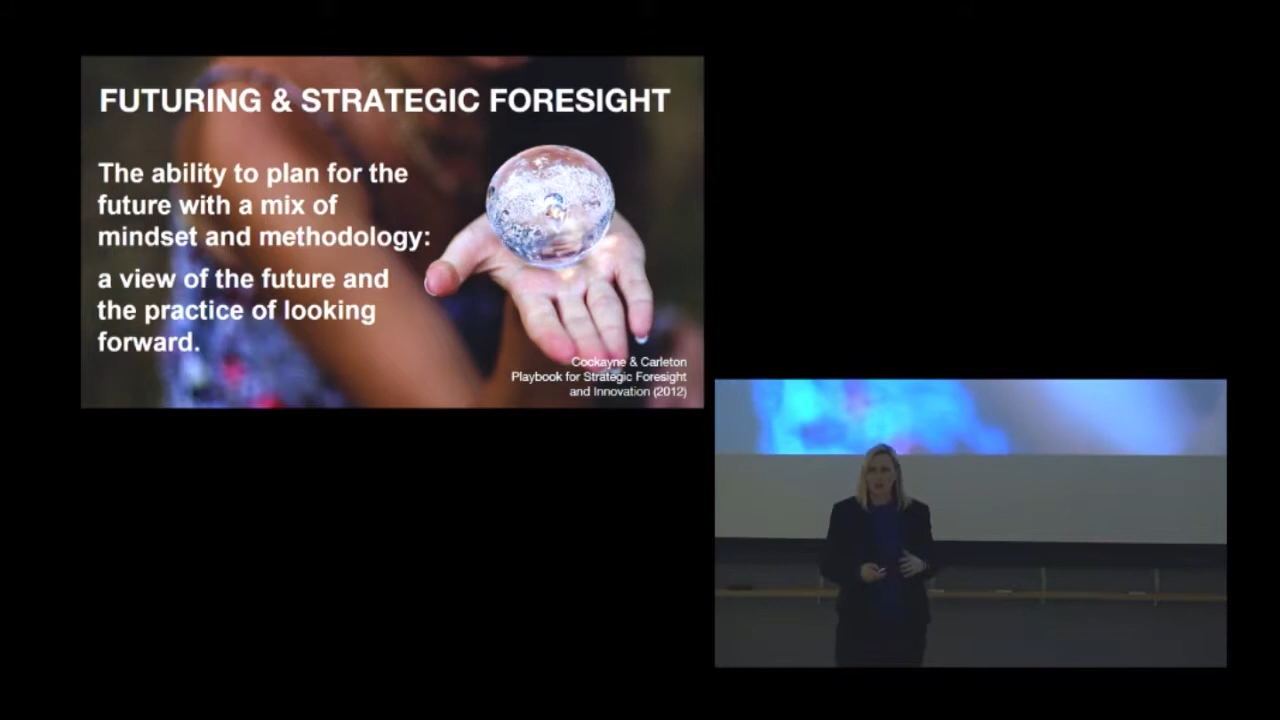 FUTURING & STRATEGIC FORESIGHT
The ability to plan for the
future with a mix of
mindset and methodology:
a view of the future and
the practice of looking
forward.
Cockayne & Carleton
Playbook for Strategic Foresight
and Innovation (2012)